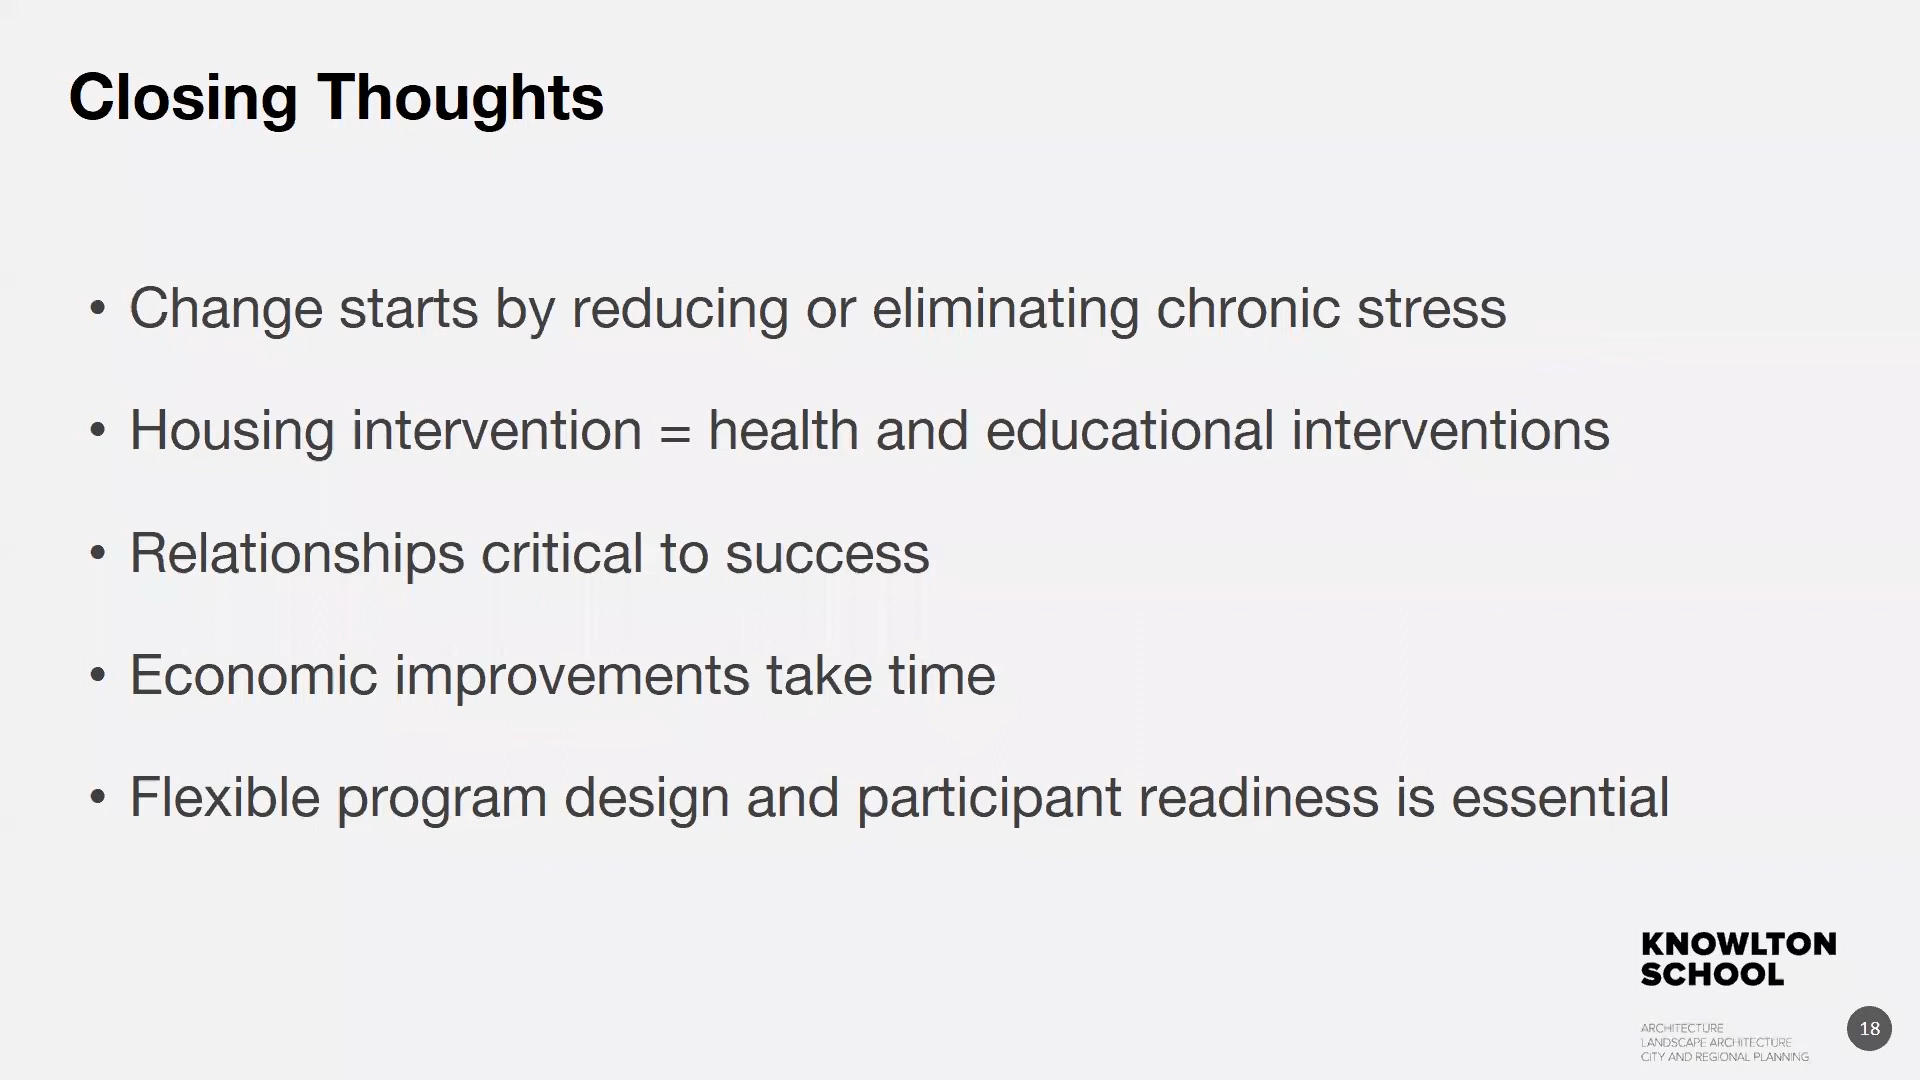 Closing Thoughts
• Change starts by reducing or eliminating chronic stress
• Housing intervention = health and educational interventions
• Relationships critical to success
• Economic improvements take time
• Flexible program design and participant readiness is essential
KNOWLTON
SCHOOL
ARCHITECTURE
LANDSCAPE ARCHITECTURE
CITY AND REGIONAL PLANNING
18